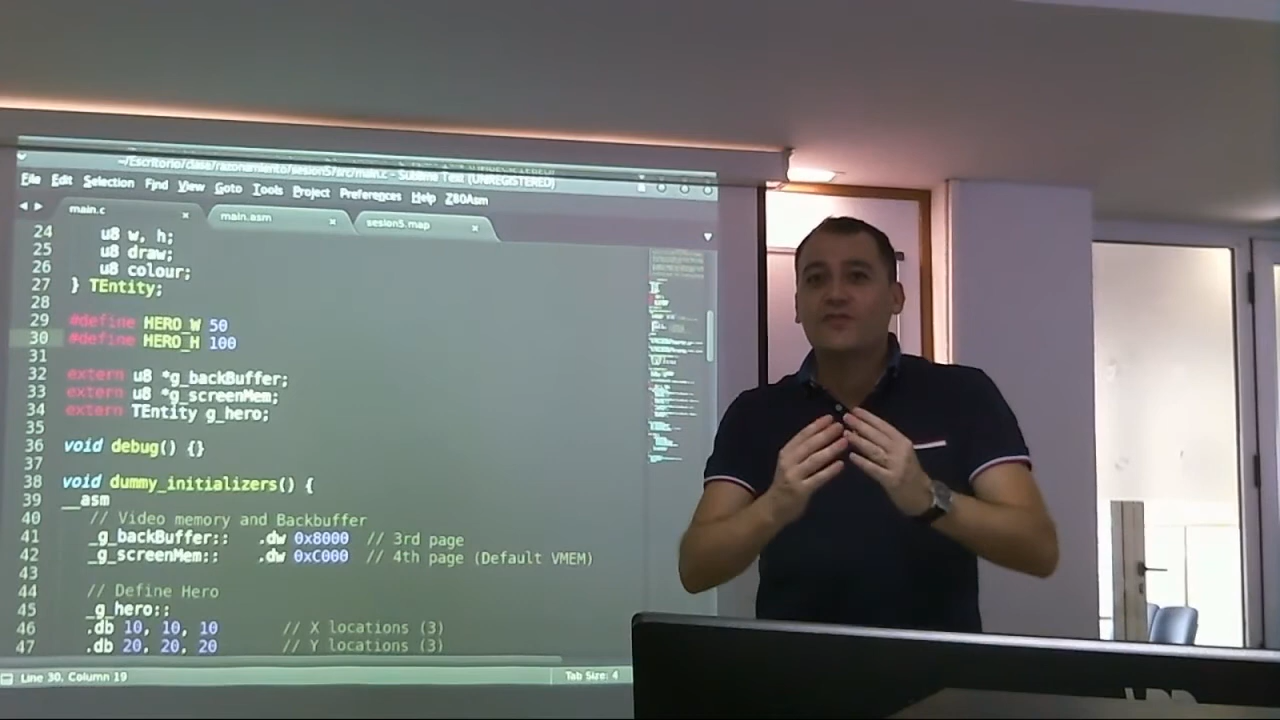 ~/Escritorio/clase/razonamiento/sesion5/src/main.c - Sublime Text (UNREGISTERED)
File Edit Selection Find View Goto Tools Project Preferences Help Z80Asm
main.c × main.asm × sesion5.map ×
24 u8 w, h;
25 u8 draw;
26 u8 colour;
27 } TEntity;
28
29 #define HERO_W 50
30 #define HERO_H 100
31
32 extern u8 *g_backBuffer;
33 extern u8 *g_screenMem;
34 extern TEntity g_hero;
35
36 void debug() {}
37
38 void dummy_initializers() {
39 __asm
40 // Video memory and Backbuffer
41 _g_backBuffer:: .dw 0x8000 // 3rd page
42 _g_screenMem:: .dw 0xC000 // 4th page (Default VMEM)
43
44 // Define Hero
45 _g_hero::
46 .db 10, 10, 10 // X locations (3)
47 .db 20, 20, 20 // Y locations (3)
Line 30, Column 19 Tab Size: 4